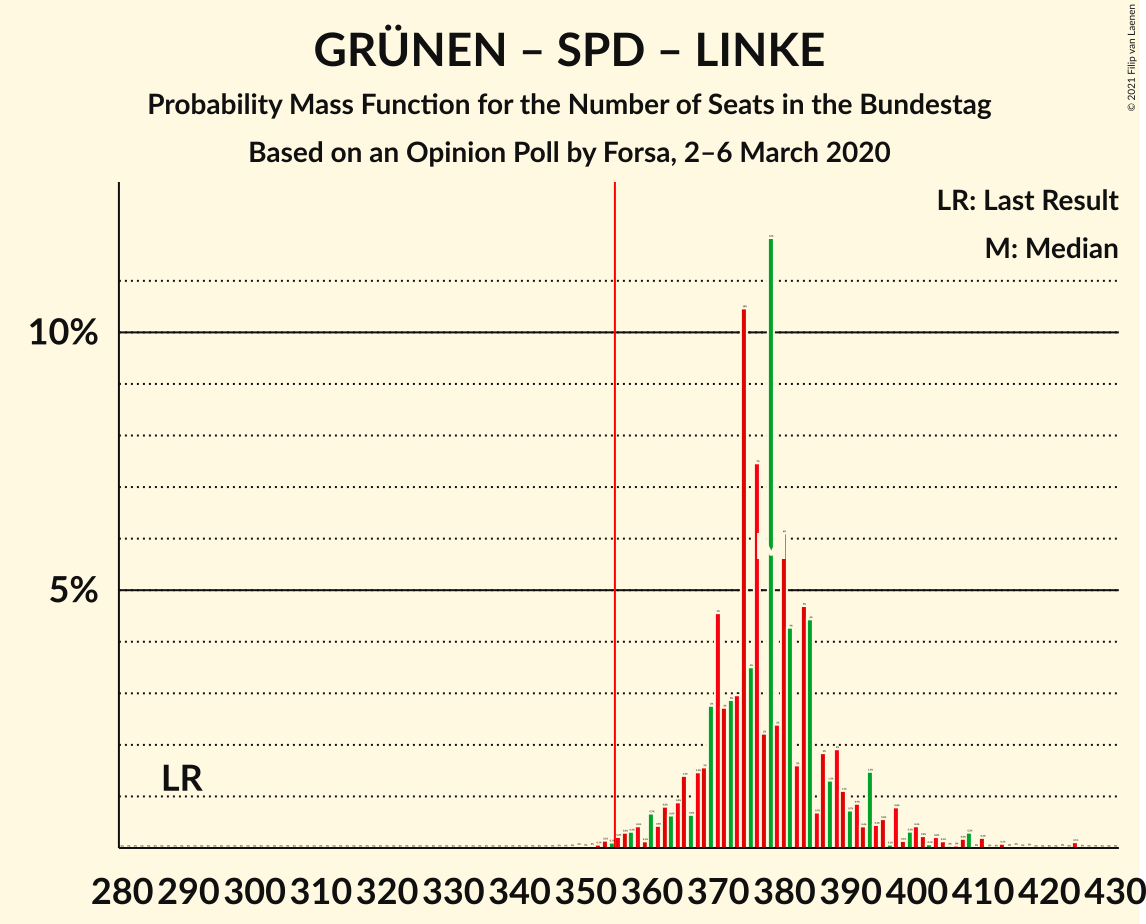 GRÜNEN – SPD – LINKE
Probability Mass Function for the Number of Seats in the Bundestag
Based on an Opinion Poll by Forsa, 2–6 March 2020
© 2021 Filip van Laenen
LR: Last Result
M: Median
10%
5%
LR
280 290 300 310 320 330 340 350 360 370 380 390 400 410 420 430